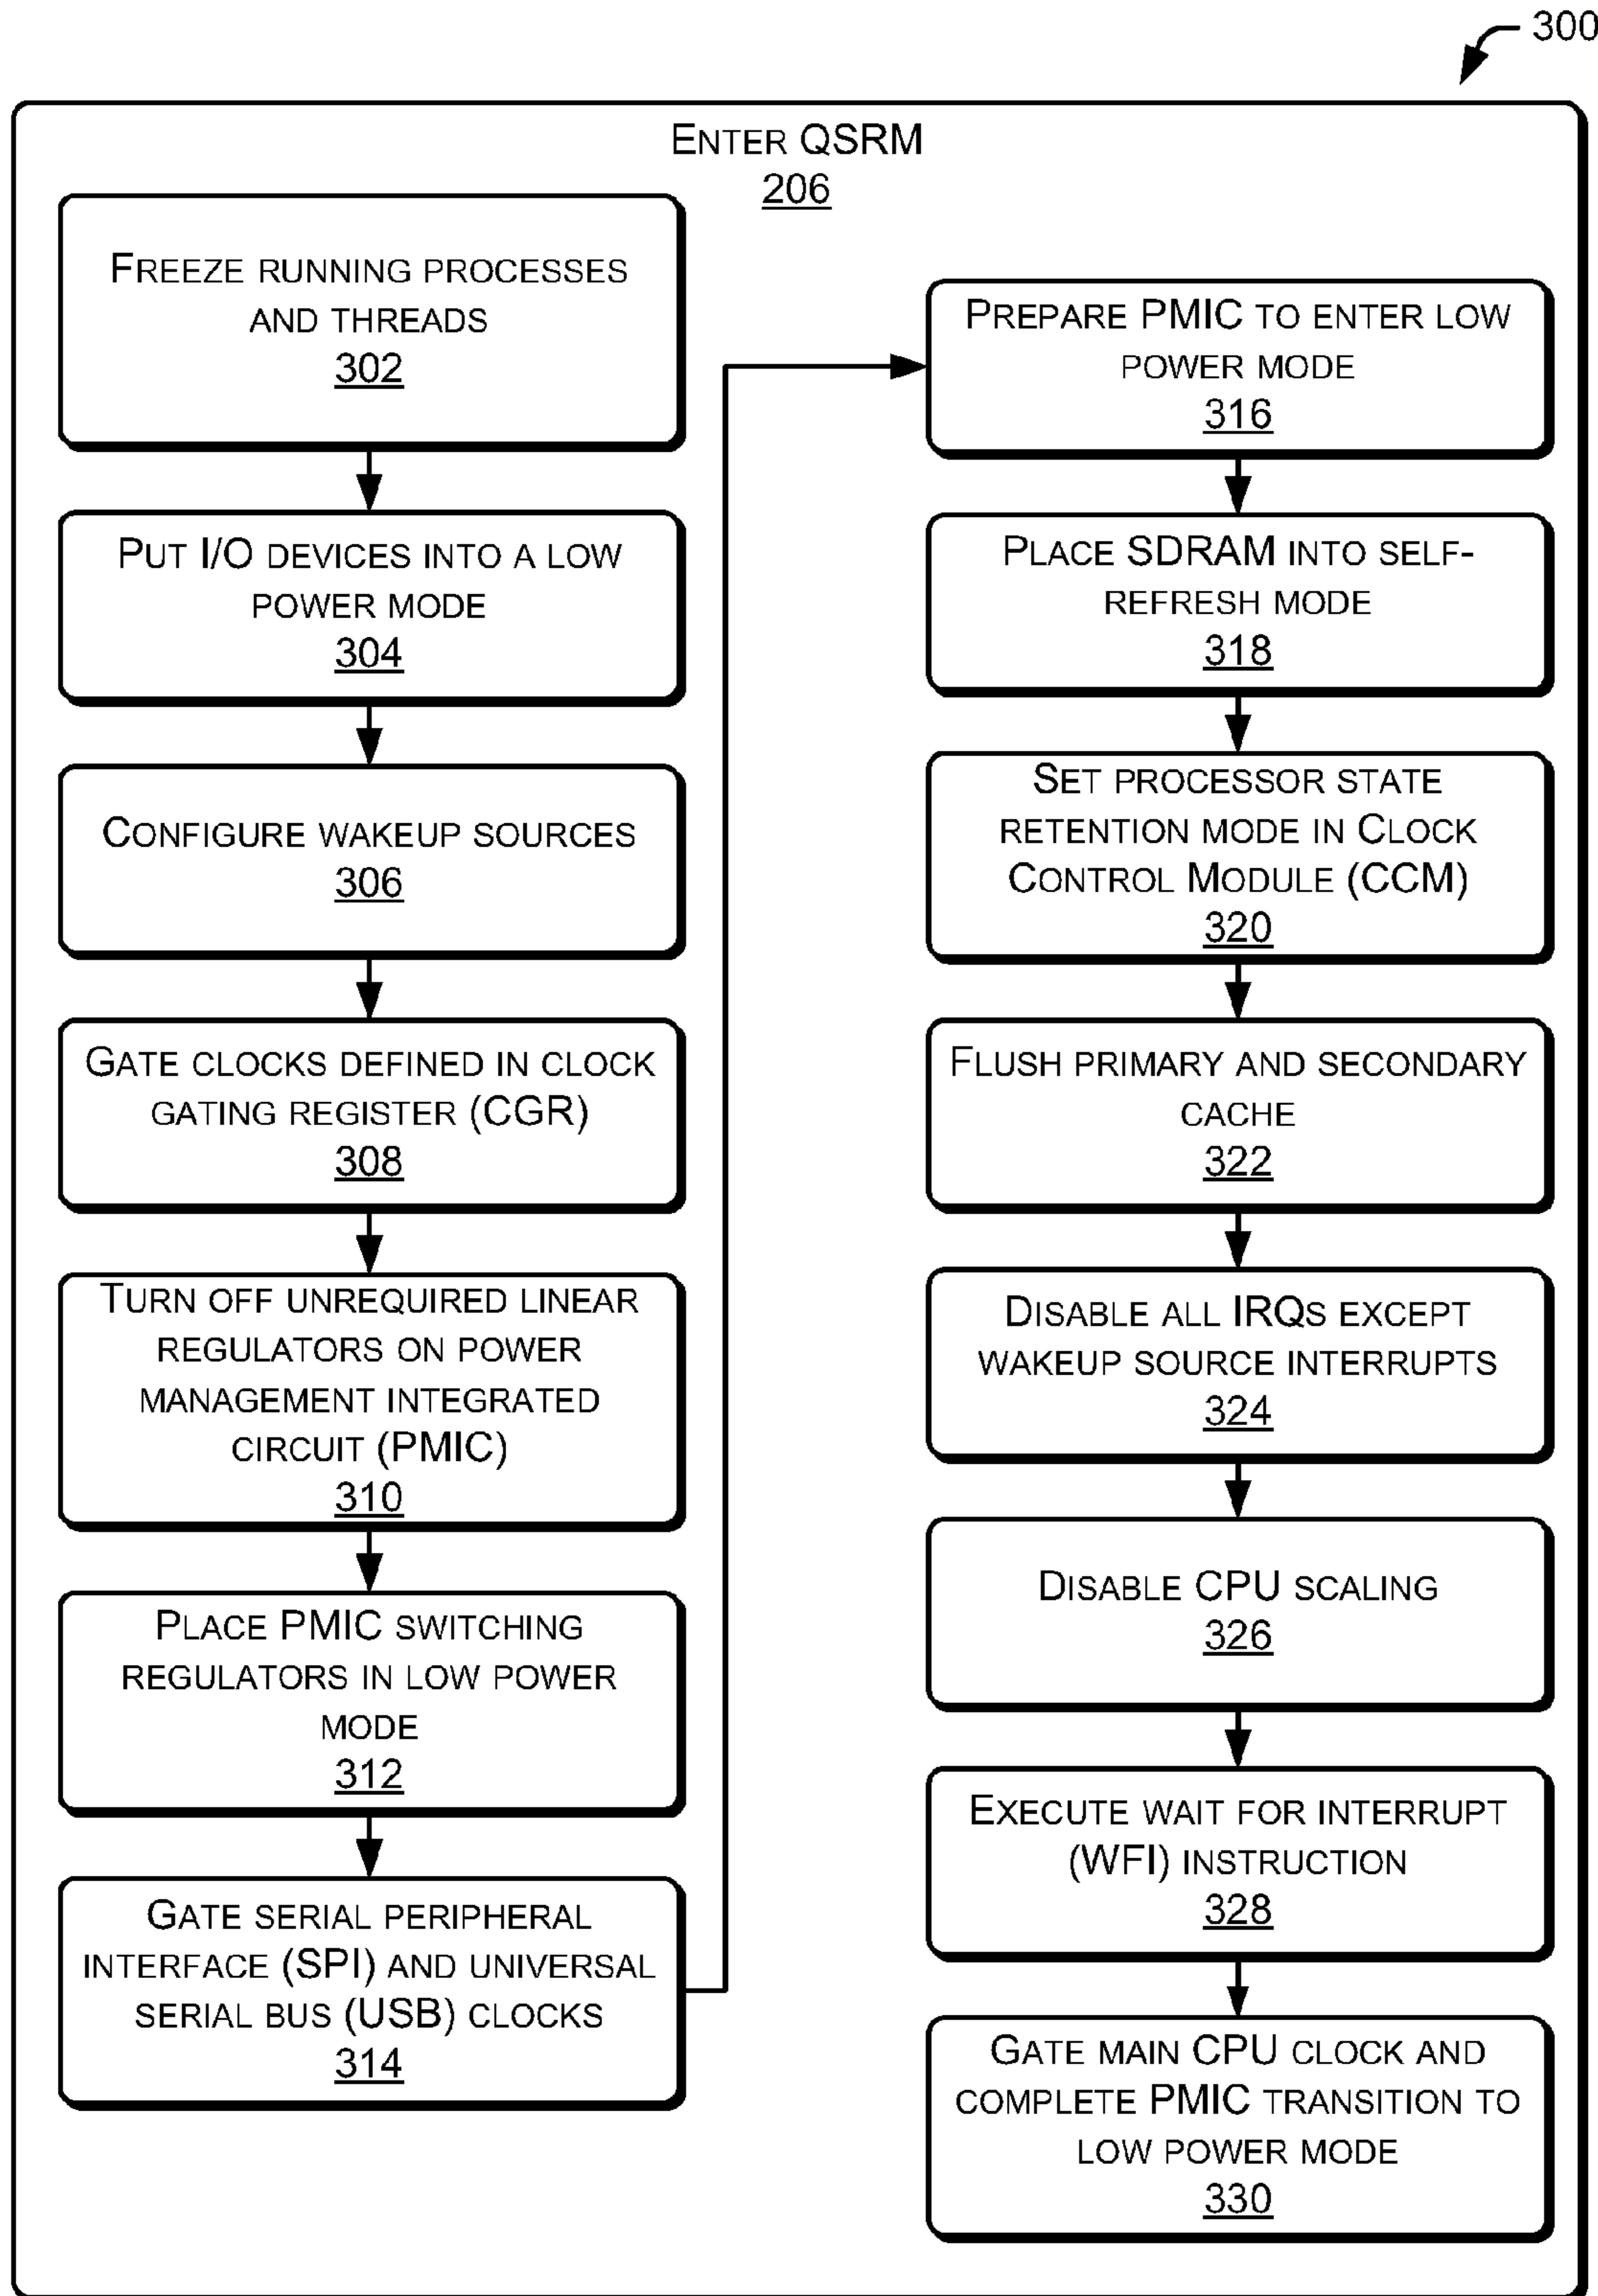 300
ENTER QSRM
206
FREEZE RUNNING PROCESSES
AND THREADS
302
PUT I/O DEVICES INTO A LOW
POWER MODE
304
CONFIGURE WAKEUP SOURCES
306
GATE CLOCKS DEFINED IN CLOCK
GATING REGISTER (CGR)
308
TURN OFF UNREQUIRED LINEAR
REGULATORS ON POWER
MANAGEMENT INTEGRATED
CIRCUIT (PMIC)
310
PLACE PMIC SWITCHING
REGULATORS IN LOW POWER
MODE
312
GATE SERIAL PERIPHERAL
INTERFACE (SPI) AND UNIVERSAL
SERIAL BUS (USB) CLOCKS
314
PREPARE PMIC TO ENTER LOW
POWER MODE
316
PLACE SDRAM INTO SELF-
REFRESH MODE
318
SET PROCESSOR STATE
RETENTION MODE IN CLOCK
CONTROL MODULE (CCM)
320
FLUSH PRIMARY AND SECONDARY
CACHE
322
DISABLE ALL IRQS EXCEPT
WAKEUP SOURCE INTERRUPTS
324
DISABLE CPU SCALING
326
EXECUTE WAIT FOR INTERRUPT
(WFI) INSTRUCTION
328
GATE MAIN CPU CLOCK AND
COMPLETE PMIC TRANSITION TO
LOW POWER MODE
330